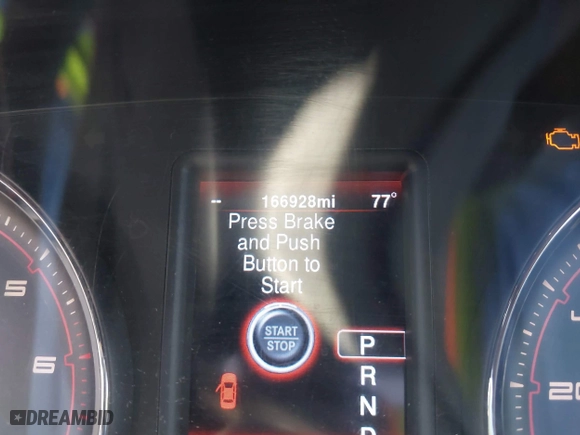 -- 166928mi 77°
Press Brake
and Push
Button to
Start
START
STOP
P
R
N
D
5
6
20
DREAMBID